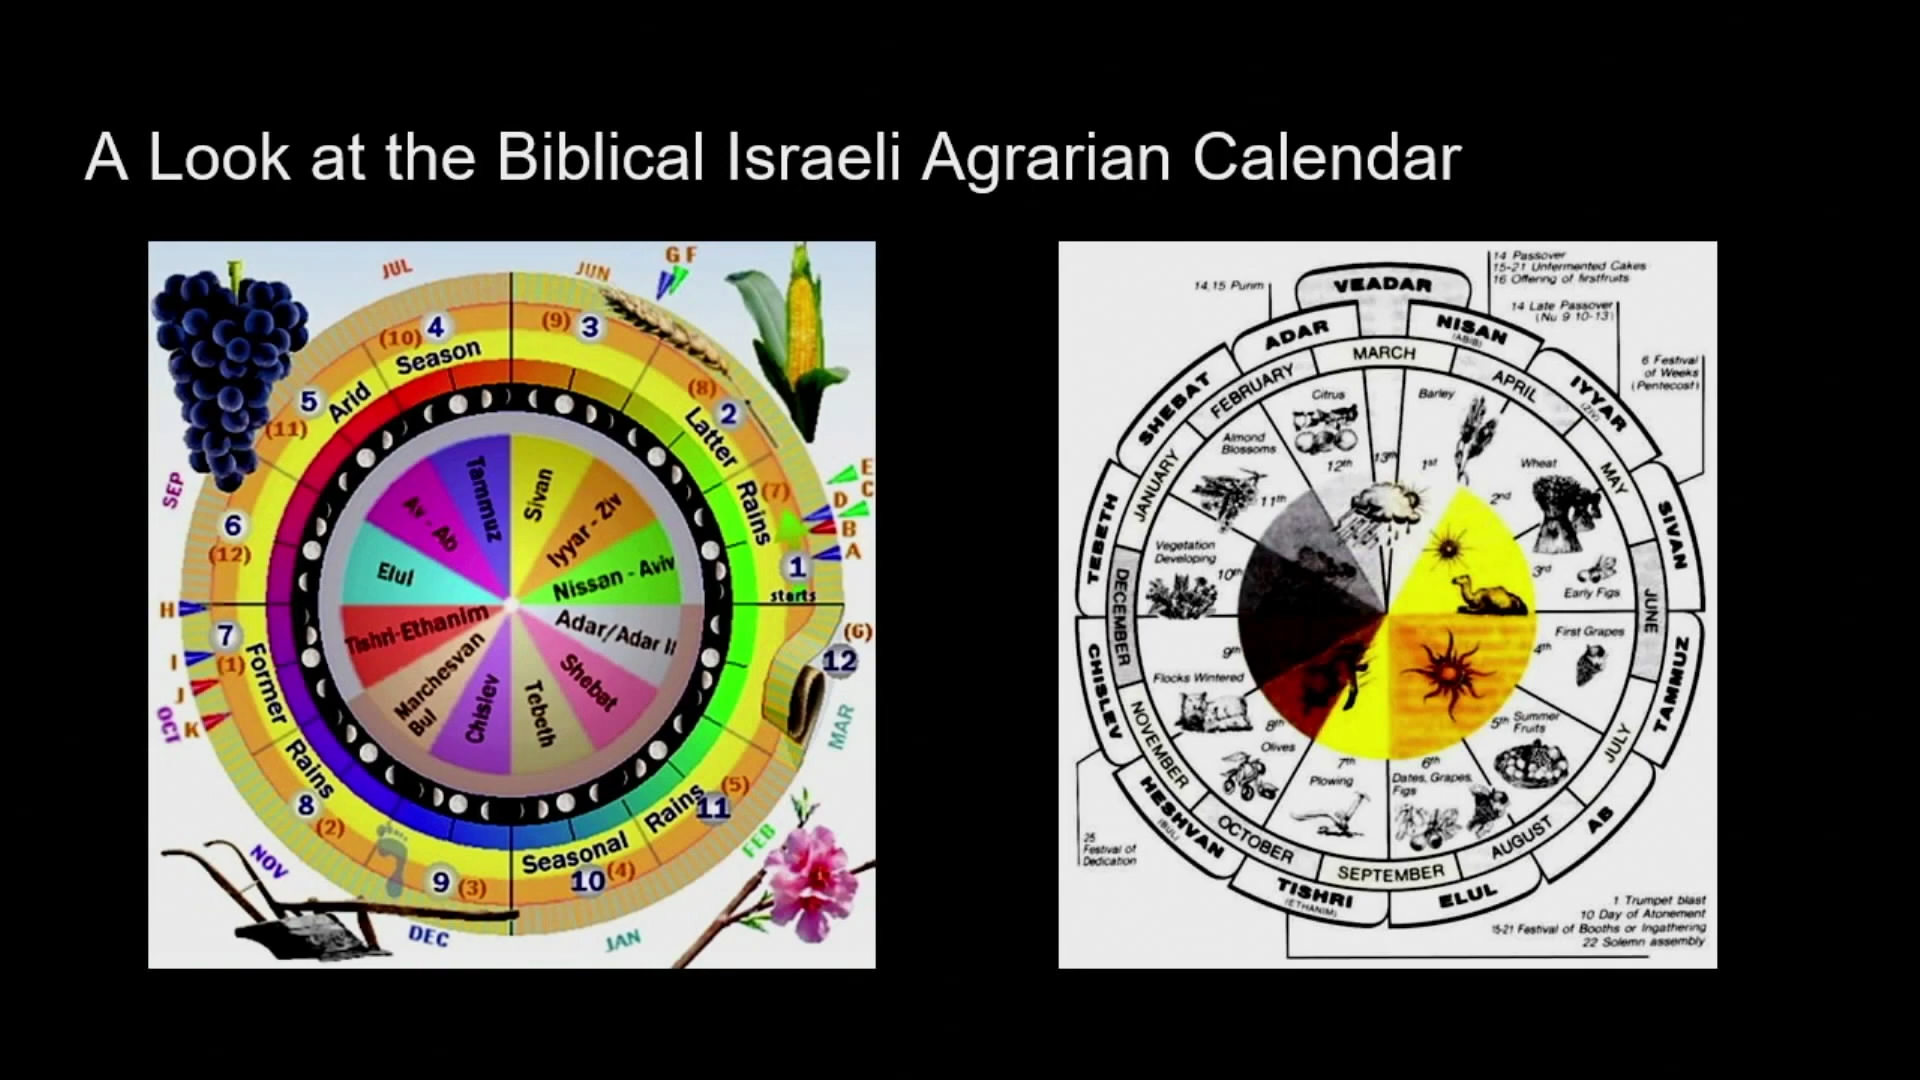 A Look at the Biblical Israeli Agrarian Calendar
JUL
JUN
G F
(10) 4
(9) 3
Season
(8) 2
5 Arid
(11)
Latter
Rains
(7)
E
C
D
B
A
SEP
6
(12)
1
starts
Tammuz
Sivan
Av - Ab
Iyyar - Ziv
Elul
Nissan - Aviv
Tishri-Ethanim
Adar/Adar II
Marchesvan
Bul
Chislev
Tebeth
Shebat
H
7
I
(1)
J
K
OCT
Former
Rains
(6)
12
MAR
8
(2)
(5)
11
Rains
Seasonal
FEB
NOV
9 (3)
10 (4)
DEC
JAN
14 Passover
15-21 Unfermented Cakes
16 Offering of firstfruits
14,15 Purim
14 Late Passover
(Nu 9 10-13)
6 Festival
of Weeks
(Pentecost)
VEADAR
ADAR
NISAN
(ABIB)
SHEBAT
IYYAR
(ZIV)
TEBETH
SIVAN
CHISLEV
TAMMUZ
HESHVAN
(BUL)
AB
TISHRI
(ETHANIM)
ELUL
MARCH
FEBRUARY
APRIL
JANUARY
MAY
DECEMBER
JUNE
NOVEMBER
JULY
OCTOBER
AUGUST
SEPTEMBER
Citrus
12th
13th
Barley
1st
Almond
Blossoms
11th
Wheat
2nd
Vegetation
Developing
10th
3rd
Early Figs
9th
Flocks Wintered
First Grapes
4th
8th
Olives
5th Summer
Fruits
7th
Plowing
6th
Dates, Grapes,
Figs
25
Festival of
Dedication
1 Trumpet blast
10 Day of Atonement
15-21 Festival of Booths or Ingathering
22 Solemn assembly